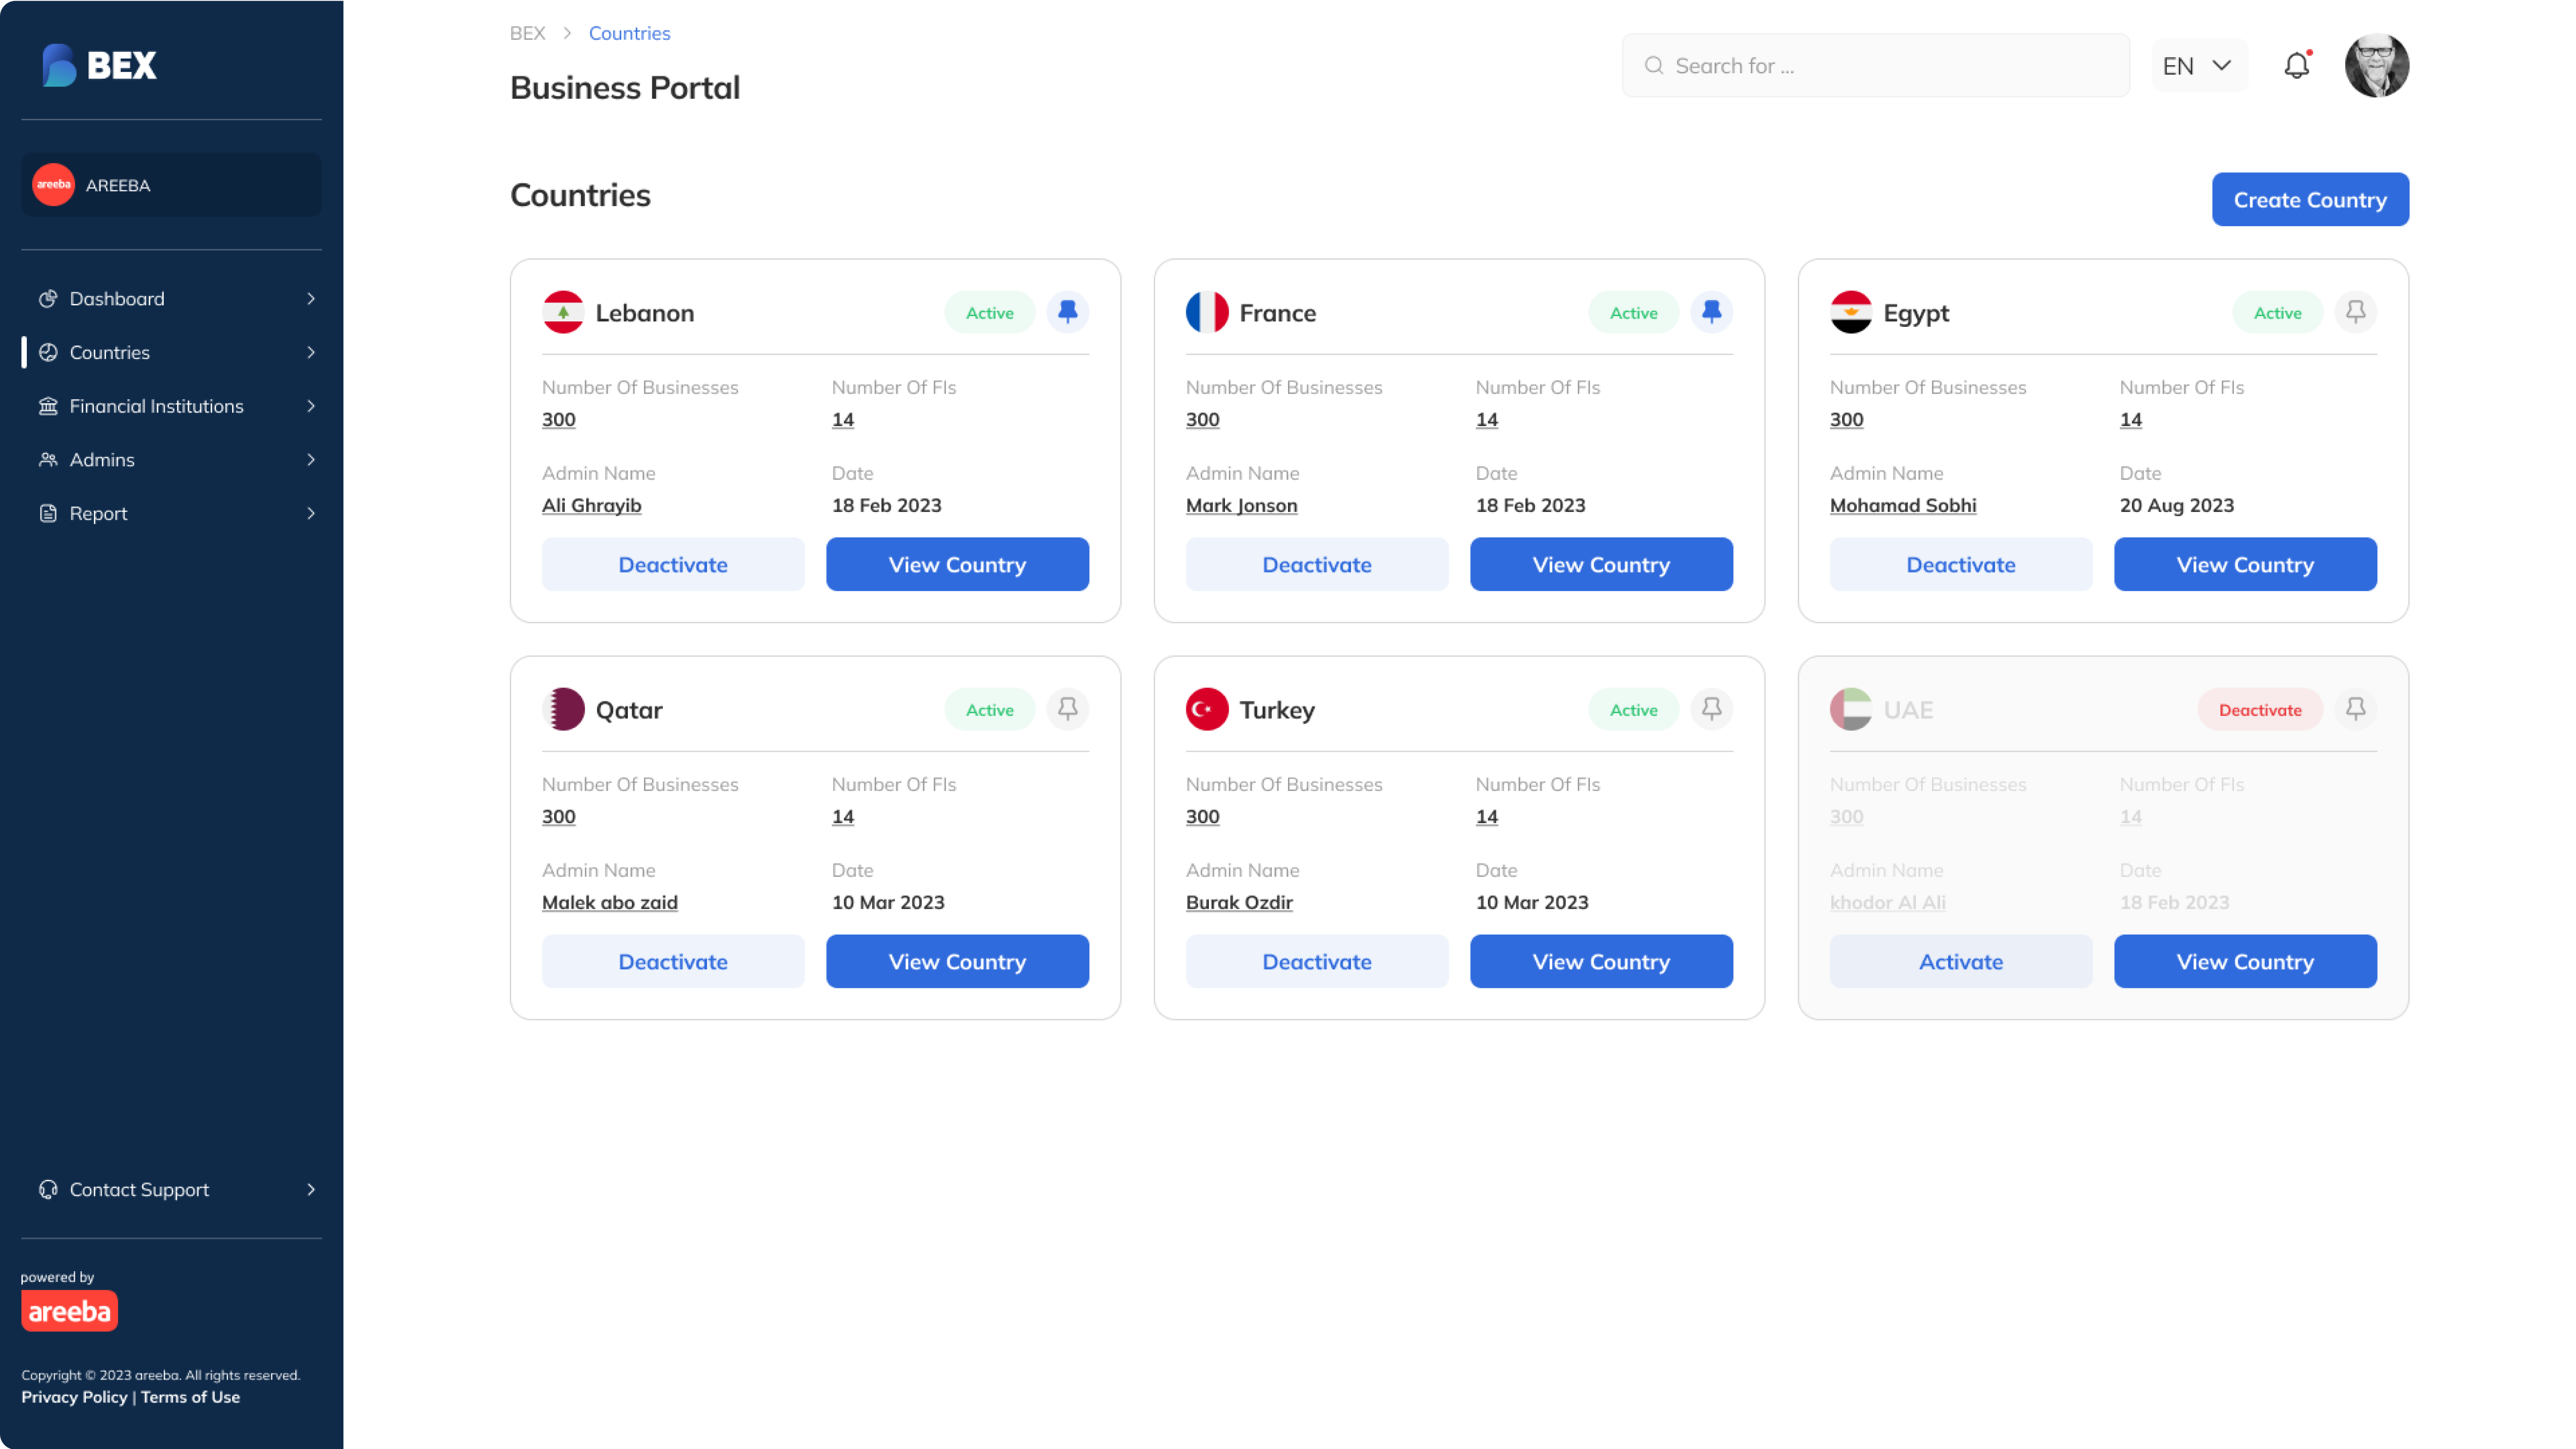 BEX
areeba AREEBA
Dashboard
Countries
Financial Institutions
Admins
Report
Contact Support
powered by
areeba
Copyright © 2023 areeba. All rights reserved.
Privacy Policy | Terms of Use
BEX > Countries
Business Portal
Search for ...
EN
Countries
Create Country
Lebanon
Active
Number Of Businesses Number Of FIs
300 14
Admin Name Date
Ali Ghrayib 18 Feb 2023
Deactivate View Country
France
Active
Number Of Businesses Number Of FIs
300 14
Admin Name Date
Mark Jonson 18 Feb 2023
Deactivate View Country
Egypt
Active
Number Of Businesses Number Of FIs
300 14
Admin Name Date
Mohamad Sobhi 20 Aug 2023
Deactivate View Country
Qatar
Active
Number Of Businesses Number Of FIs
300 14
Admin Name Date
Malek abo zaid 10 Mar 2023
Deactivate View Country
Turkey
Active
Number Of Businesses Number Of FIs
300 14
Admin Name Date
Burak Ozdir 10 Mar 2023
Deactivate View Country
UAE
Deactivate
Number Of Businesses Number Of FIs
300 14
Admin Name Date
khodor Al Ali 18 Feb 2023
Activate View Country